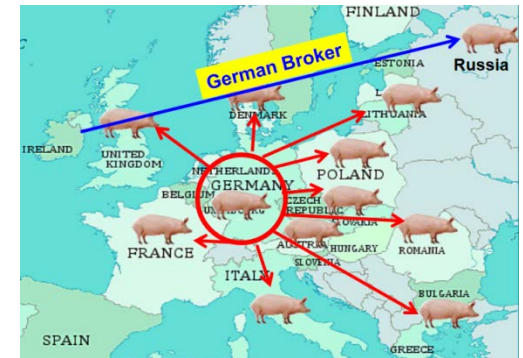 FINLAND
German Broker
Russia
ESTONIA
DENMARK
LITHUANIA
IRELAND
UNITED
KINGDOM
NETHERLANDS
GERMANY
POLAND
BELGIUM
CZECH
REPUBLIC
SLOVAKIA
FRANCE
AUSTRIA
HUNGARY
ROMANIA
SLOVENIA
ITALY
BULGARIA
SPAIN
GREECE